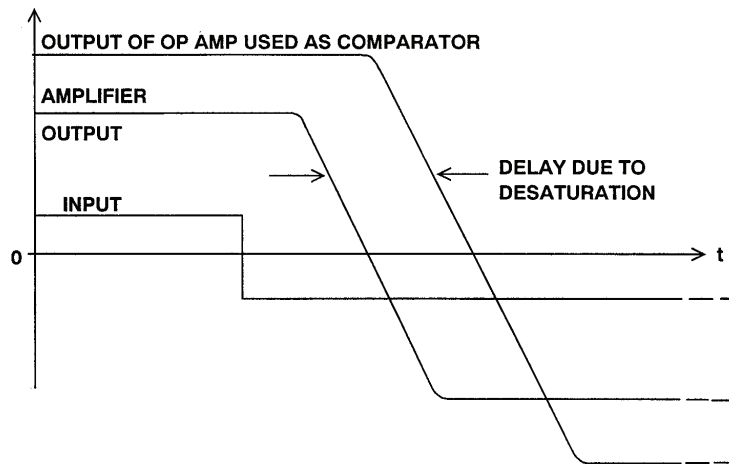 OUTPUT OF OP AMP USED AS COMPARATOR
AMPLIFIER
OUTPUT
DELAY DUE TO
DESATURATION
INPUT
0
t